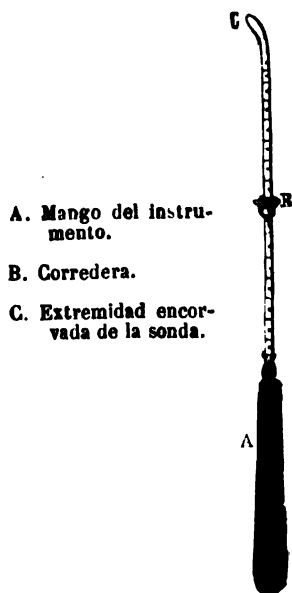 C
R
A. Mango del instru-
mento.
B. Corredera.
C. Extremidad encor-
vada de la sonda.
A